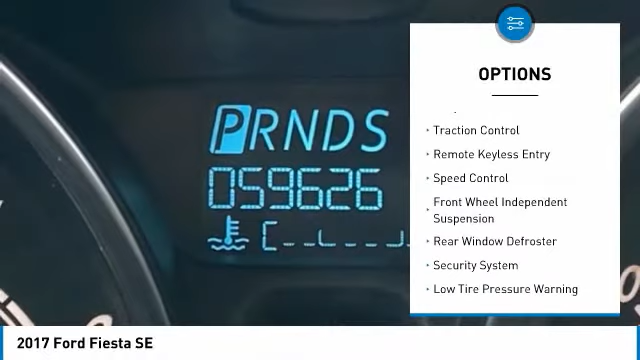 PRNDS
059626
OPTIONS
Traction Control
Remote Keyless Entry
Speed Control
Front Wheel Independent
Suspension
Rear Window Defroster
Security System
Low Tire Pressure Warning
2017 Ford Fiesta SE